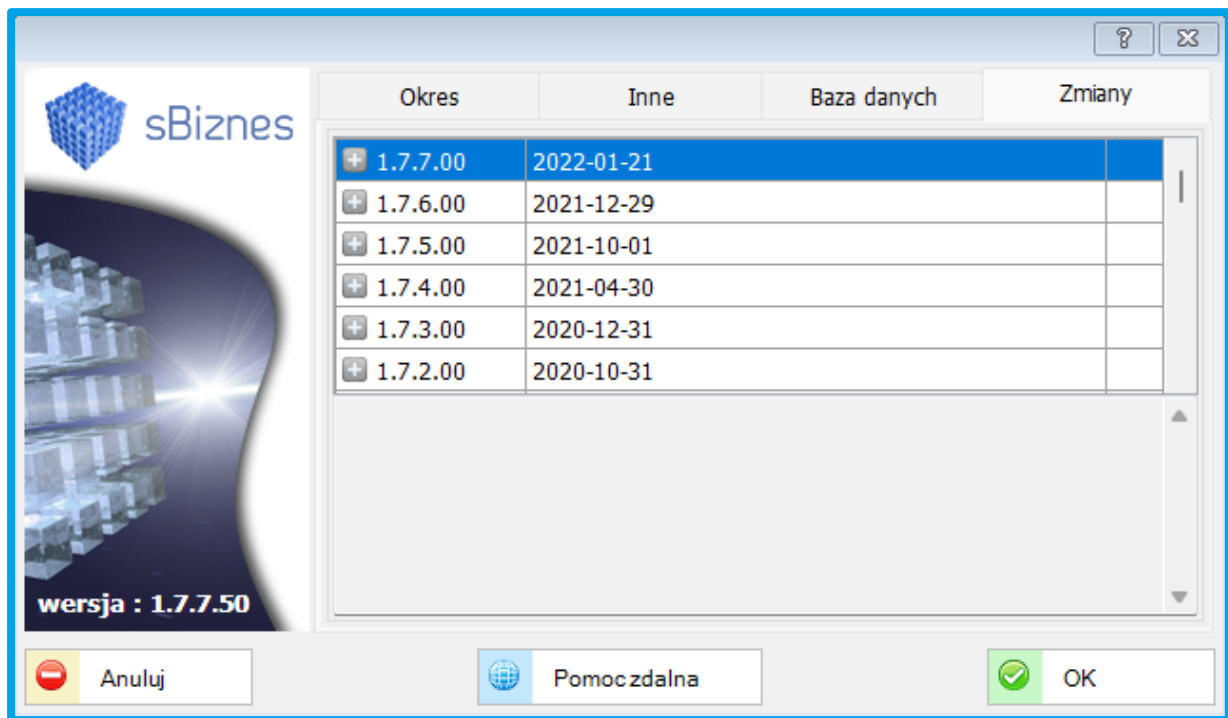 sBiznes
Okres Inne Baza danych Zmiany
1.7.7.00 2022-01-21
1.7.6.00 2021-12-29
1.7.5.00 2021-10-01
1.7.4.00 2021-04-30
1.7.3.00 2020-12-31
1.7.2.00 2020-10-31
wersja : 1.7.7.50
Anuluj Pomoc zdalna OK